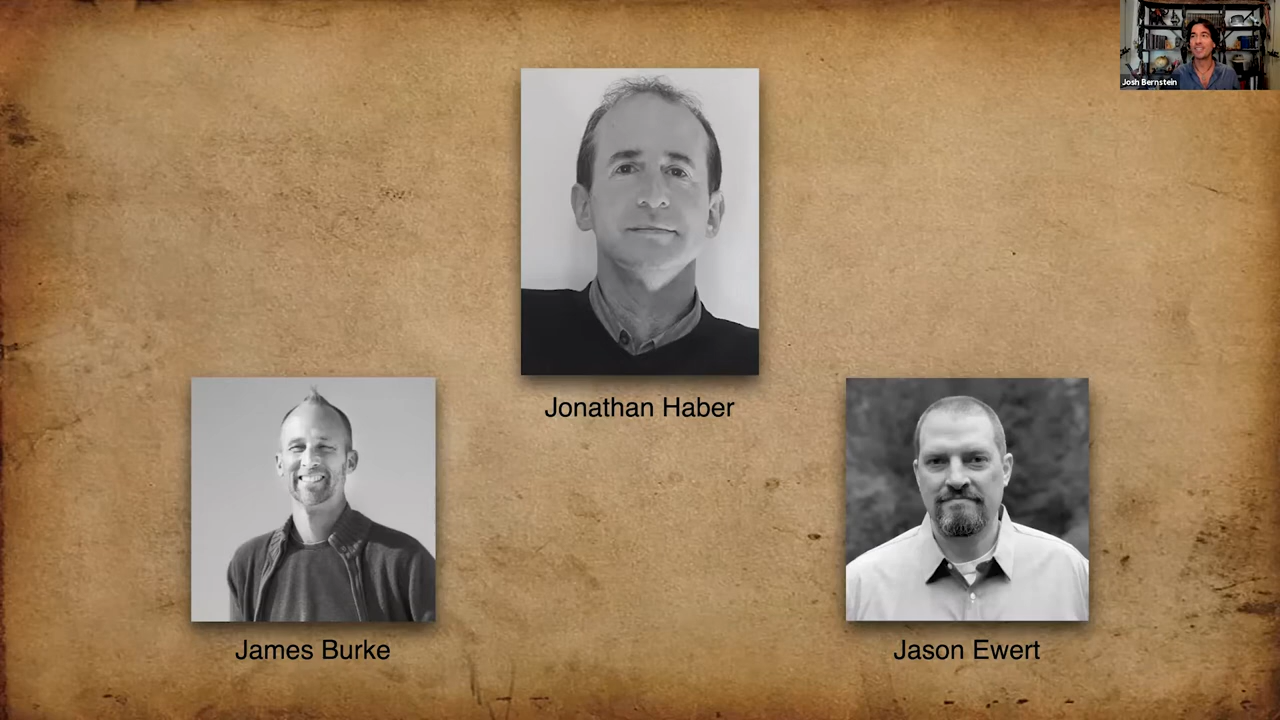 Josh Bernstein
Jonathan Haber
James Burke
Jason Ewert